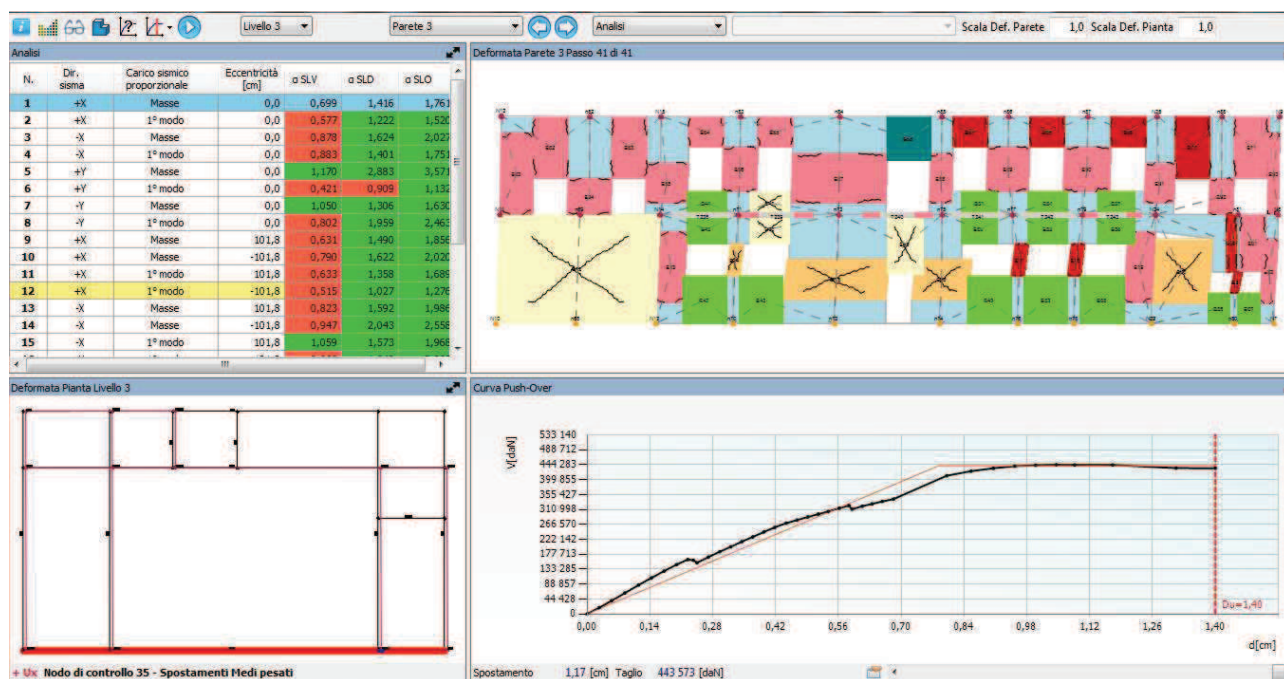 Livello 3
Parete 3
Analisi
Scala Def. Parete 1,0 Scala Def. Pianta 1,0
Analisi
N. Dir. sisma Carico sismico proporzionale Eccentricità [cm] α SLV α SLD α SLO
1 +X Masse 0,0 0,699 1,416 1,761
2 +X 1° modo 0,0 0,577 1,222 1,520
3 -X Masse 0,0 0,878 1,624 2,027
4 -X 1° modo 0,0 0,883 1,401 1,751
5 +Y Masse 0,0 1,170 2,883 3,571
6 +Y 1° modo 0,0 0,421 0,909 1,132
7 -Y Masse 0,0 1,050 1,306 1,630
8 -Y 1° modo 0,0 0,802 1,959 2,463
9 +X Masse 101,8 0,631 1,490 1,856
10 +X Masse -101,8 0,790 1,622 2,020
11 +X 1° modo 101,8 0,633 1,358 1,689
12 +X 1° modo -101,8 0,515 1,027 1,276
13 -X Masse 101,8 0,823 1,592 1,986
14 -X Masse -101,8 0,947 2,043 2,558
15 -X 1° modo 101,8 1,059 1,573 1,968
Deformata Parete 3 Passo 41 di 41
Deformata Pianta Livello 3
+ Ux Nodo di controllo 35 - Spostamenti Medi pesati
Curva Push-Over
V[daN]
533 140
488 712
444 283
399 855
355 427
310 998
266 570
222 142
177 713
133 285
88 857
44 428
0
0,00 0,14 0,28 0,42 0,56 0,70 0,84 0,98 1,12 1,26 1,40
Du=1,40
d[cm]
Spostamento 1,17 [cm] Taglio 443 573 [daN]